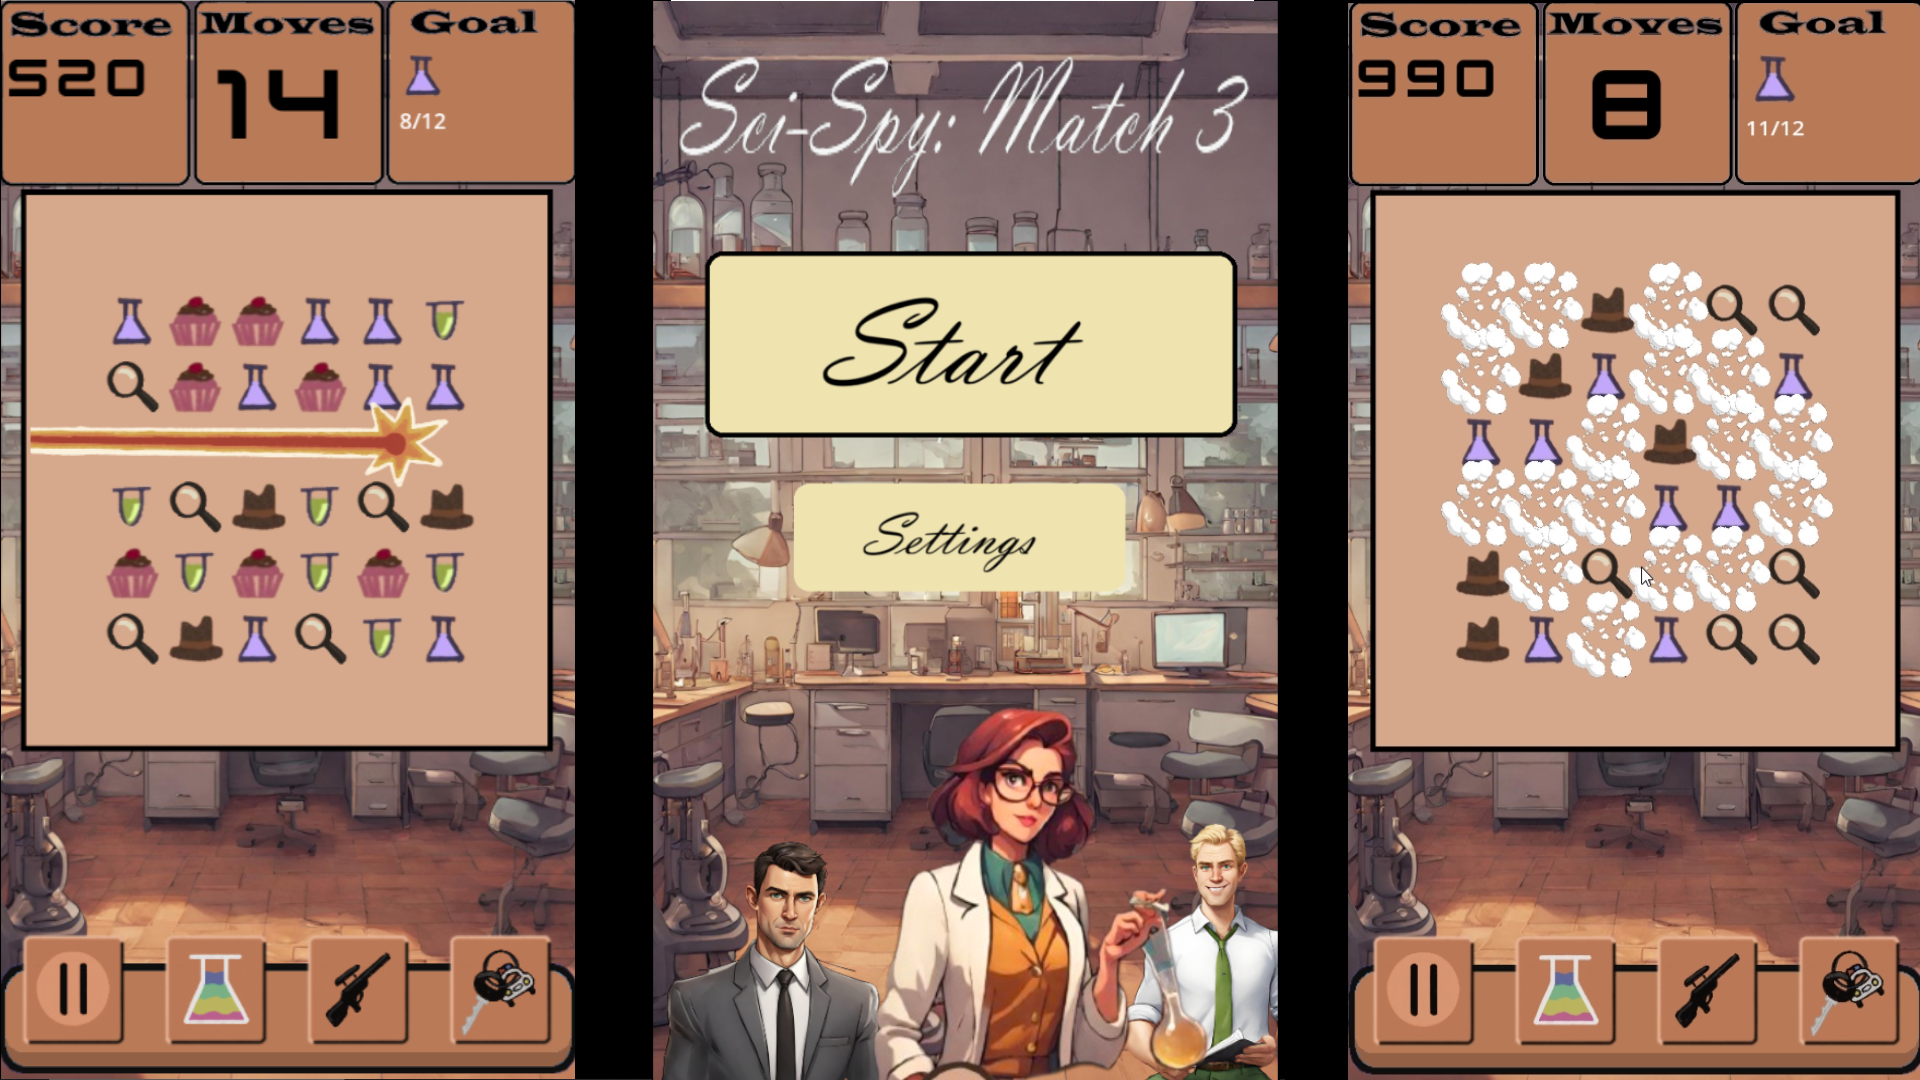 Score
520
Moves
14
Goal
8/12
Sci-Spy: Match 3
Start
Settings
Score
990
Moves
8
Goal
11/12